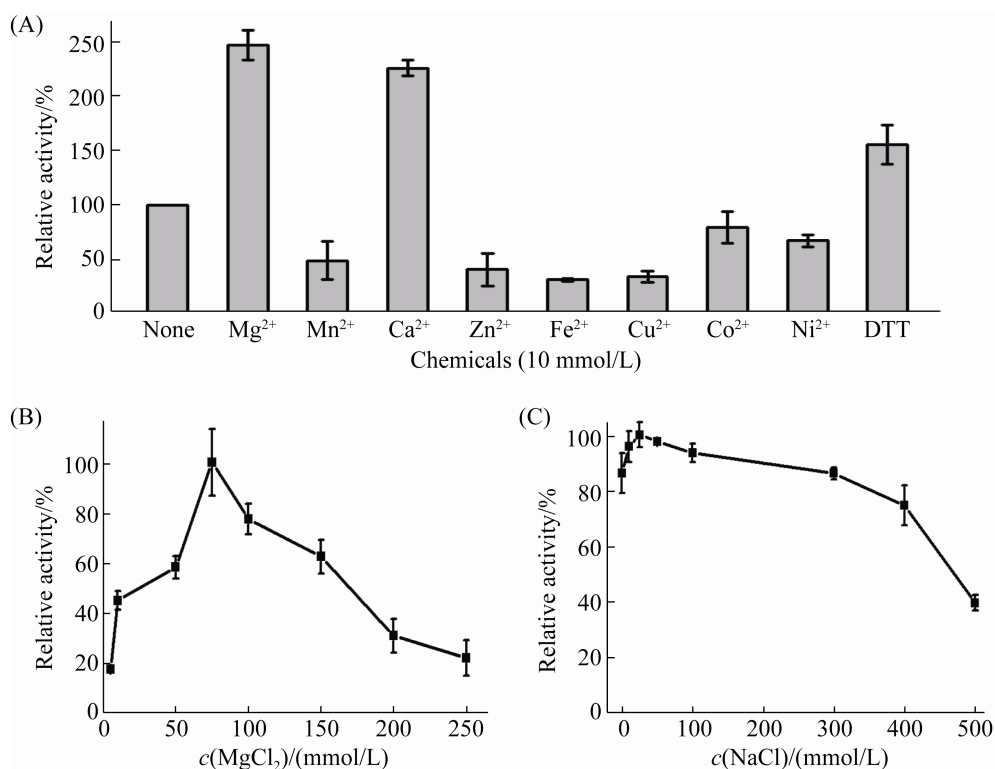 (A)
Relative activity/%
250
200
150
100
50
0
None Mg²⁺ Mn²⁺ Ca²⁺ Zn²⁺ Fe²⁺ Cu²⁺ Co²⁺ Ni²⁺ DTT
Chemicals (10 mmol/L)
(B)
Relative activity/%
100
80
60
40
20
0
0 50 100 150 200 250
c(MgCl₂)/(mmol/L)
(C)
Relative activity/%
100
80
60
40
20
0
0 100 200 300 400 500
c(NaCl)/(mmol/L)